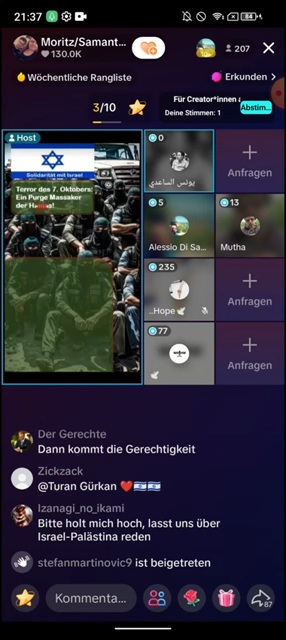 21:37
84
Moritz/Samant...
130.0K
207
Wöchentliche Rangliste
Erkunden >
3/10
Für Creator*innen
Deine Stimmen: 1
Abstim...
Host
Solidarität mit Israel
Terror des 7. Oktobers:
Ein Purge Massaker
der Hamas!
0
يونس الساعدي
+
Anfragen
5
Alessio Di Sa...
13
Mutha
235
..Hope
+
Anfragen
77
+
Anfragen
Der Gerechte
Dann kommt die Gerechtigkeit
Zickzack
@Turan Gürkan ❤️🇮🇱🇮🇱
Izanagi_no_ikami
Bitte holt mich hoch, lasst uns über
Israel-Palästina reden
stefanmartinovic9 ist beigetreten
Kommenta...
87